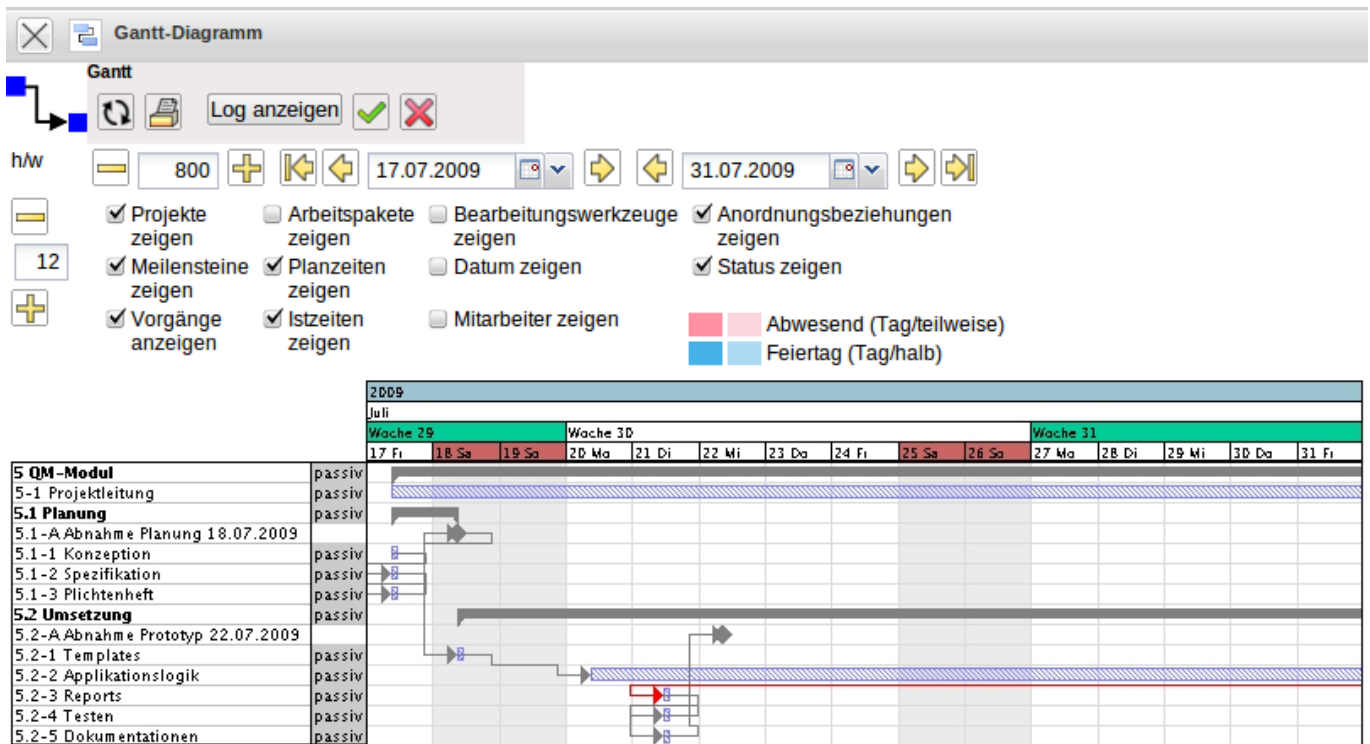 Gantt-Diagramm
Gantt
Log anzeigen
h/w
800 17.07.2009 31.07.2009
12
Projekte zeigen
Arbeitspakete zeigen
Bearbeitungswerkzeuge zeigen
Anordnungsbeziehungen zeigen
Meilensteine zeigen
Planzeiten zeigen
Datum zeigen
Status zeigen
Vorgänge anzeigen
Istzeiten zeigen
Mitarbeiter zeigen
Abwesend (Tag/teilweise)
Feiertag (Tag/halb)
2009
Juli
Woche 29 Woche 30 Woche 31
17 Fr 18 Sa 19 So 20 Mo 21 Di 22 Mi 23 Do 24 Fr 25 Sa 26 So 27 Mo 28 Di 29 Mi 30 Do 31 Fr
5 QM-Modul passiv
5-1 Projektleitung passiv
5.1 Planung passiv
5.1-A Abnahme Planung 18.07.2009
5.1-1 Konzeption passiv
5.1-2 Spezifikation passiv
5.1-3 Plichtenheft passiv
5.2 Umsetzung passiv
5.2-A Abnahme Prototyp 22.07.2009
5.2-1 Templates passiv
5.2-2 Applikationslogik passiv
5.2-3 Reports passiv
5.2-4 Testen passiv
5.2-5 Dokumentationen passiv